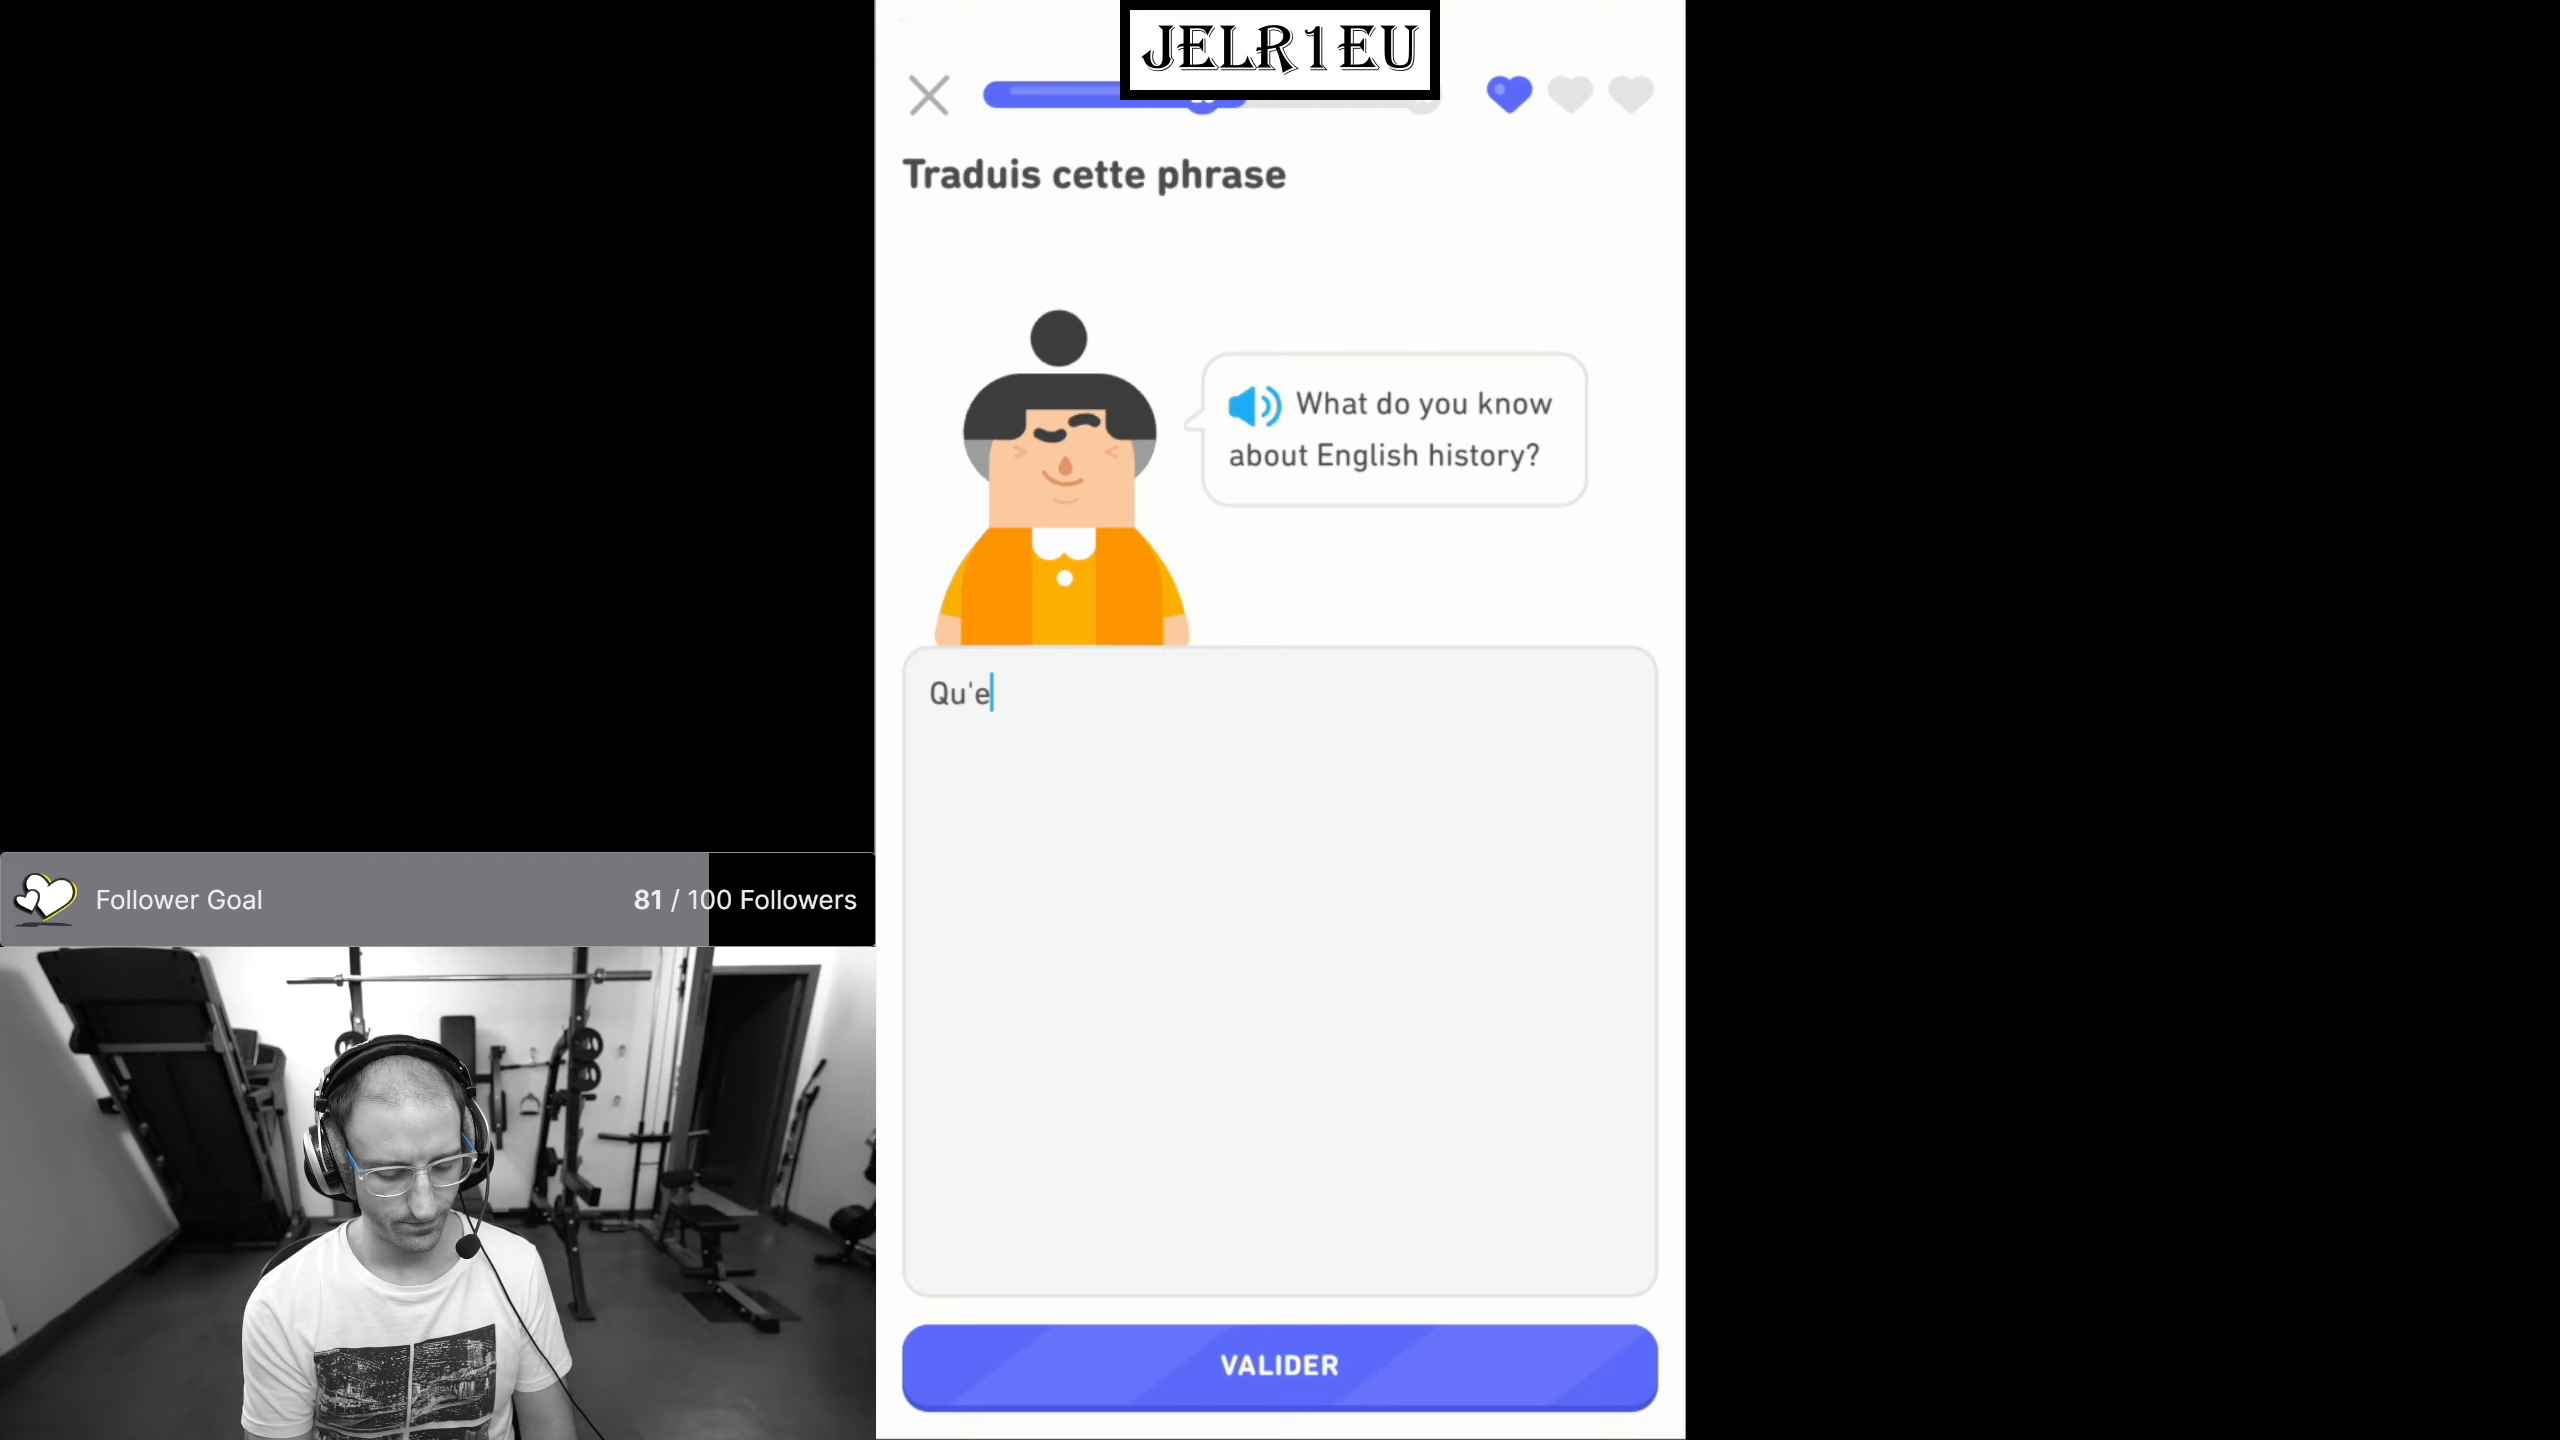 JELR1EU
Traduis cette phrase
What do you know
about English history?
Qu'e
Follower Goal
81 / 100 Followers
VALIDER